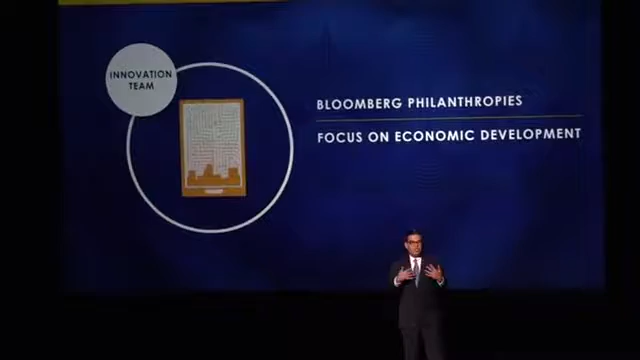 INNOVATION
TEAM
BLOOMBERG PHILANTHROPIES
FOCUS ON ECONOMIC DEVELOPMENT